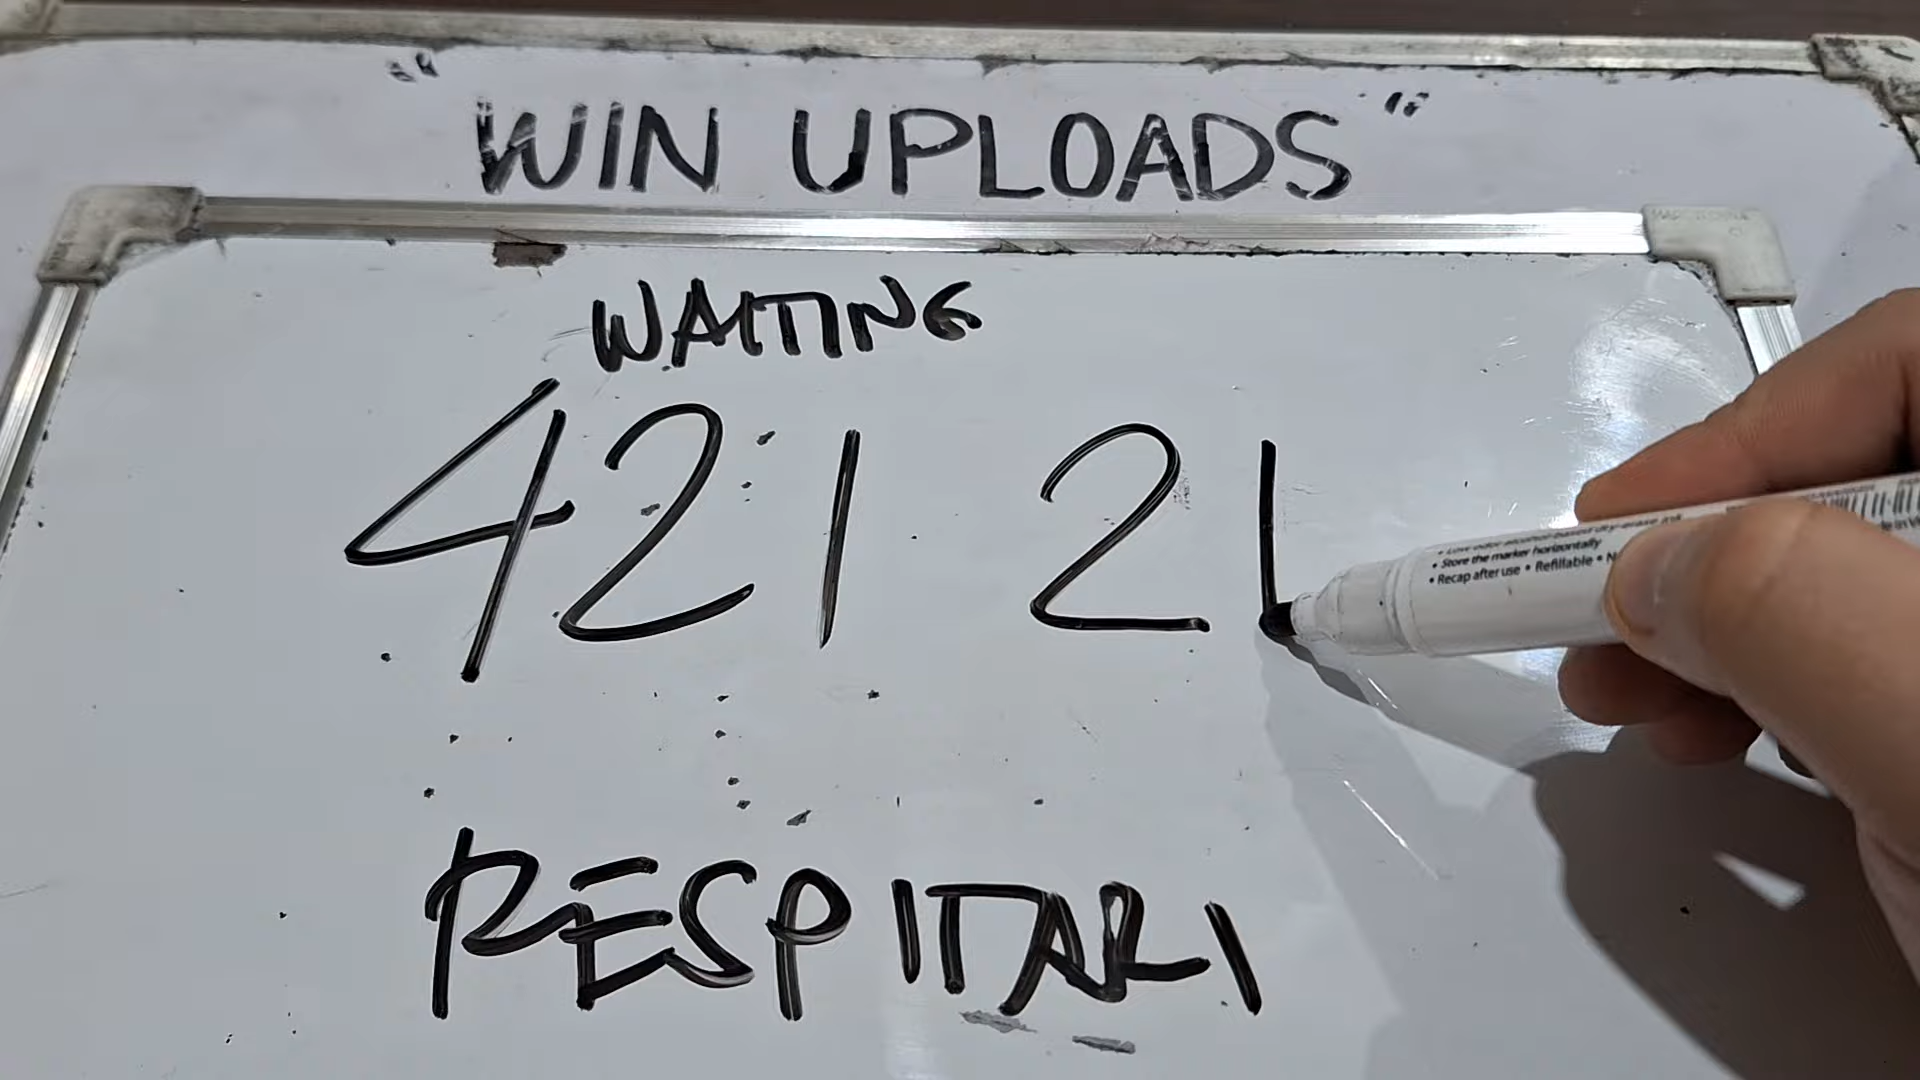 "WIN UPLOADS"
WAITING
421 21
RESPITARI
• Store the marker horizontally
• Recap after use • Refillable •